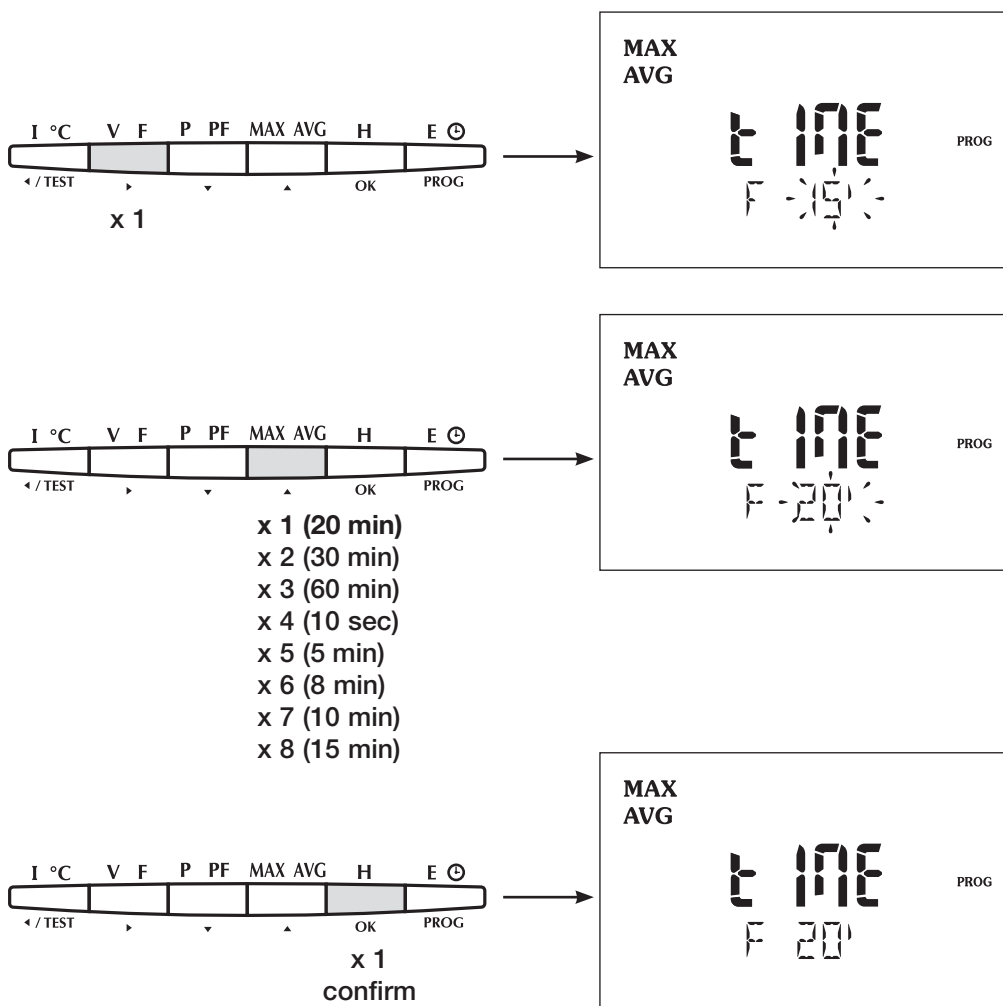 MAX
AVG
t IME
PROG
F 15'
I °C V F P PF MAX AVG H E
/ TEST OK PROG
x 1
MAX
AVG
t IME
PROG
F 20'
I °C V F P PF MAX AVG H E
/ TEST OK PROG
x 1 (20 min)
x 2 (30 min)
x 3 (60 min)
x 4 (10 sec)
x 5 (5 min)
x 6 (8 min)
x 7 (10 min)
x 8 (15 min)
MAX
AVG
t IME
PROG
F 20'
I °C V F P PF MAX AVG H E
/ TEST OK PROG
x 1
confirm